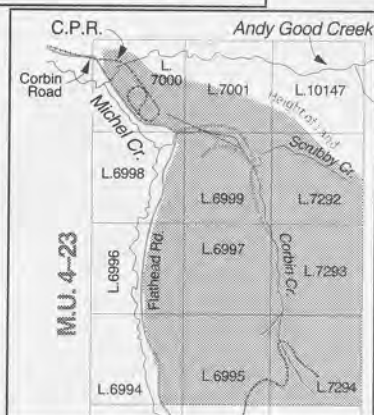 C.P.R.
Andy Good Creek
Corbin
Road
L.
7000
L.7001
L.10147
Height of Land
Michel Cr.
Scrubby Cr.
L.6998
L.6999
L.7292
M.U. 4–23
L.6996
Flathead Rd.
L.6997
Corbin Cr.
L.7293
L.6994
L.6995
L.7294